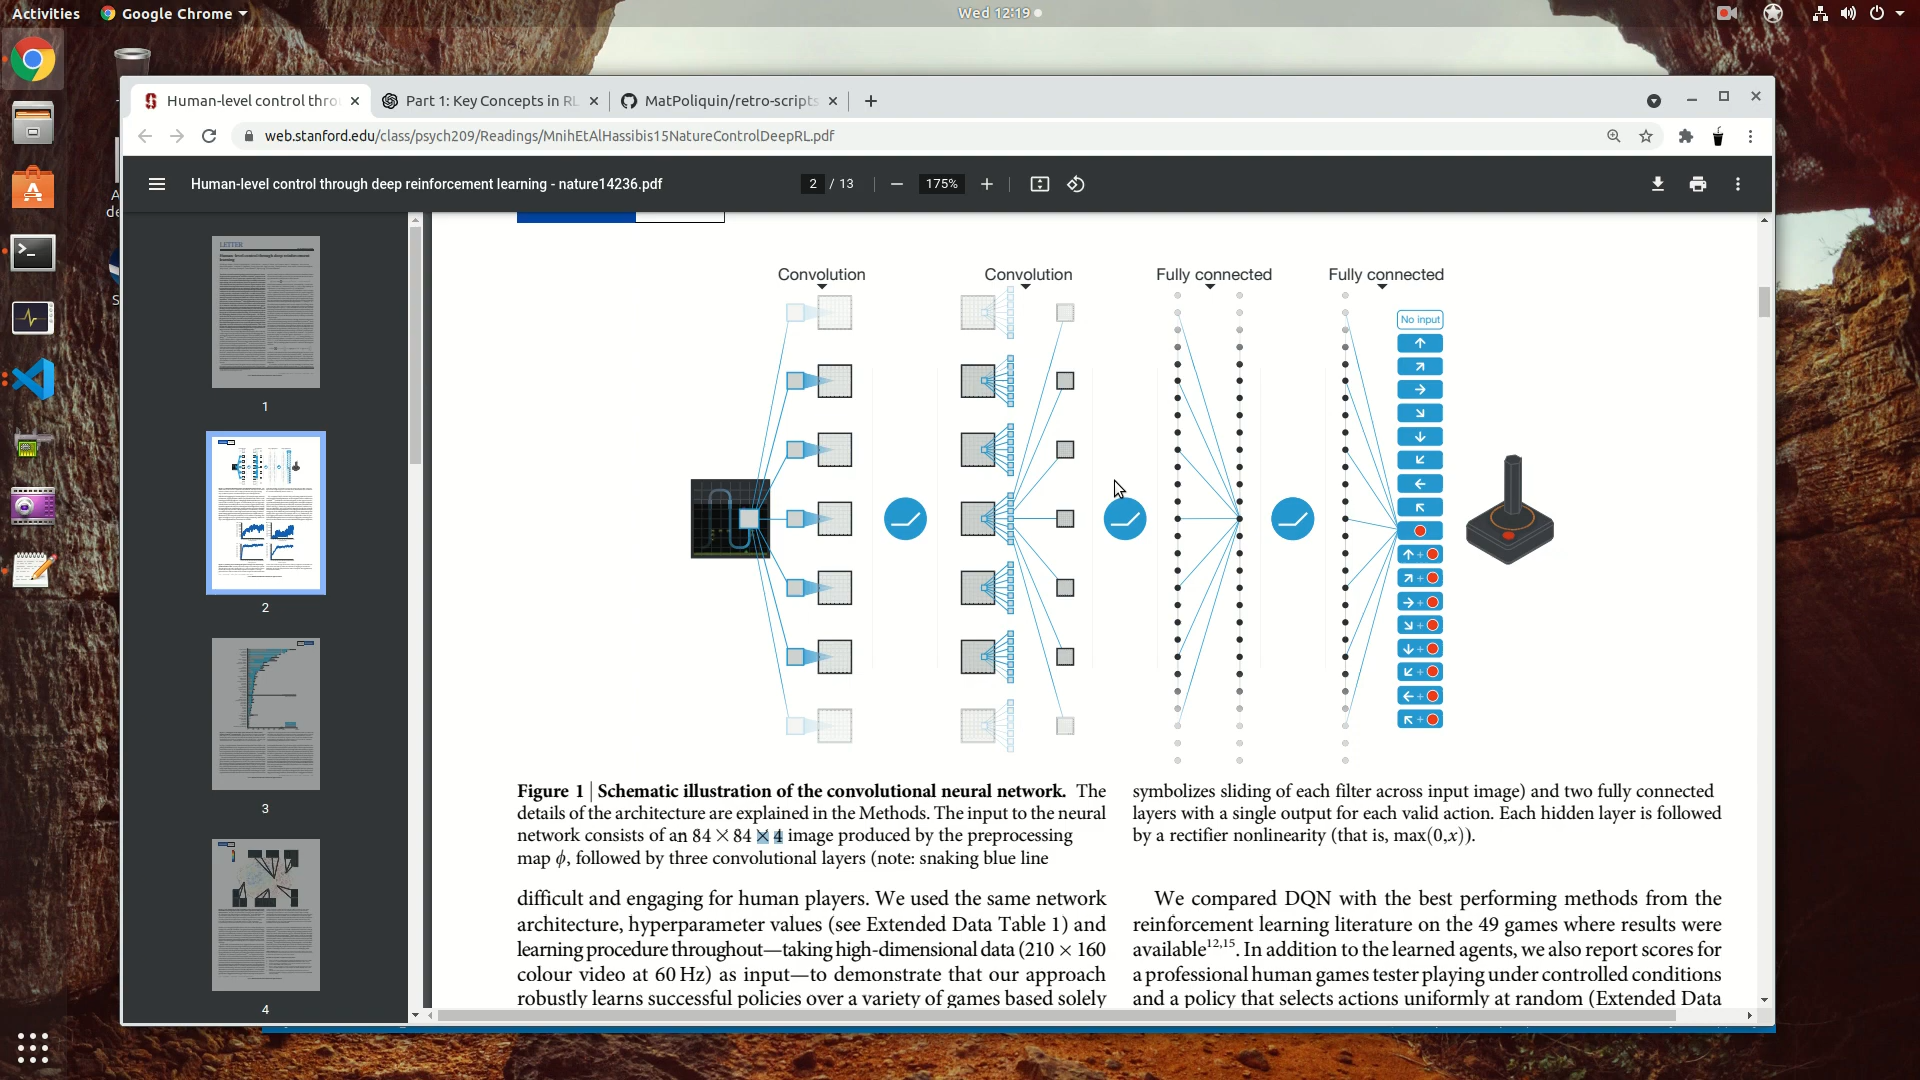 Activities
Google Chrome
Wed 12:19
Human-level control thro
Part 1: Key Concepts in RL
MatPoliquin/retro-scripts
web.stanford.edu/class/psych209/Readings/MnihEtAlHassibis15NatureControlDeepRL.pdf
Human-level control through deep reinforcement learning - nature14236.pdf
2 / 13
175%
LETTER
1
2
3
4
Convolution
Convolution
Fully connected
Fully connected
No input
Figure 1 | Schematic illustration of the convolutional neural network. The
details of the architecture are explained in the Methods. The input to the neural
network consists of an 84 × 84 × 4 image produced by the preprocessing
map ϕ, followed by three convolutional layers (note: snaking blue line
symbolizes sliding of each filter across input image) and two fully connected
layers with a single output for each valid action. Each hidden layer is followed
by a rectifier nonlinearity (that is, max(0,x)).
difficult and engaging for human players. We used the same network
architecture, hyperparameter values (see Extended Data Table 1) and
learning procedure throughout—taking high-dimensional data (210 × 160
colour video at 60 Hz) as input—to demonstrate that our approach
robustly learns successful policies over a variety of games based solely
We compared DQN with the best performing methods from the
reinforcement learning literature on the 49 games where results were
available12,15. In addition to the learned agents, we also report scores for
a professional human games tester playing under controlled conditions
and a policy that selects actions uniformly at random (Extended Data